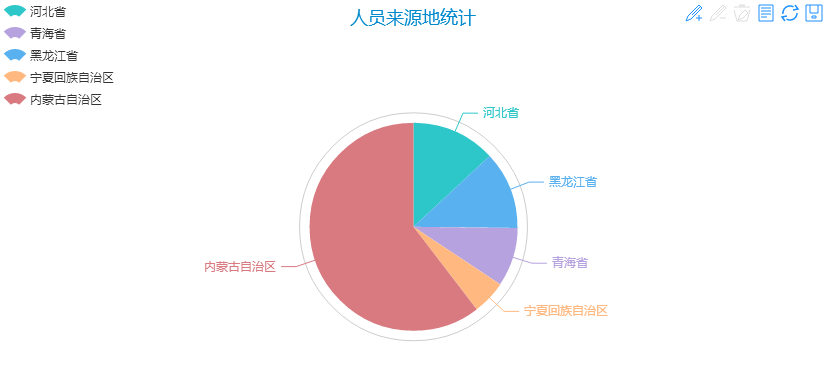 人员来源地统计
河北省
青海省
黑龙江省
宁夏回族自治区
内蒙古自治区
河北省
黑龙江省
青海省
内蒙古自治区
宁夏回族自治区